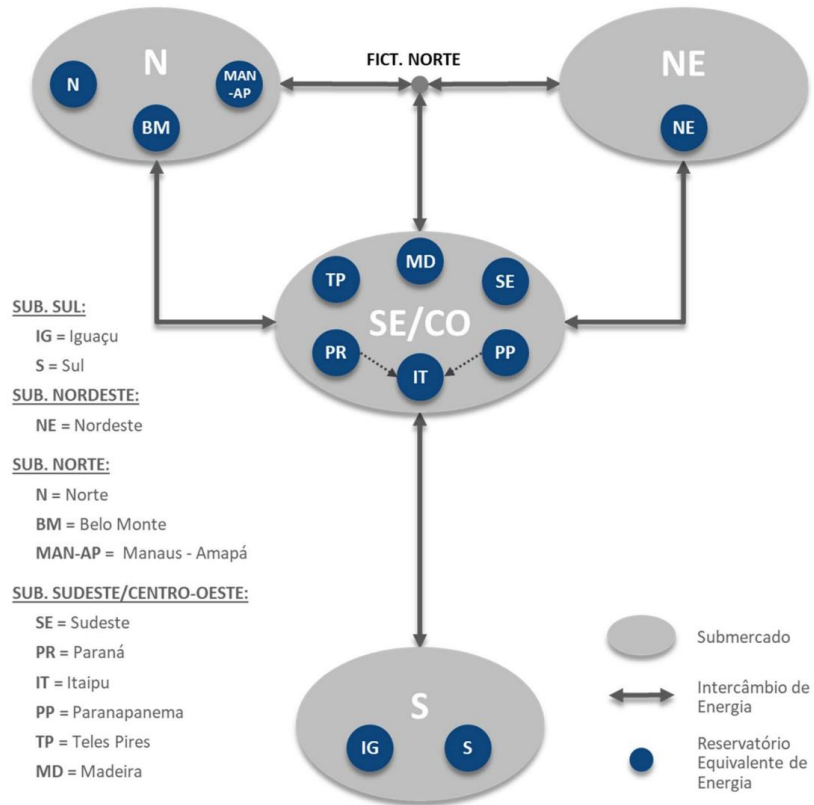 FICT. NORTE
N
N
MAN
-AP
BM
NE
NE
MD
TP
SE
SE/CO
PR
IT
PP
SUB. SUL:
IG = Iguaçu
S = Sul
SUB. NORDESTE:
NE = Nordeste
SUB. NORTE:
N = Norte
BM = Belo Monte
MAN-AP = Manaus - Amapá
SUB. SUDESTE/CENTRO-OESTE:
SE = Sudeste
PR = Paraná
IT = Itaipu
PP = Paranapanema
TP = Teles Pires
MD = Madeira
S
IG
S
Submercado
Intercâmbio de
Energia
Reservatório
Equivalente de
Energia